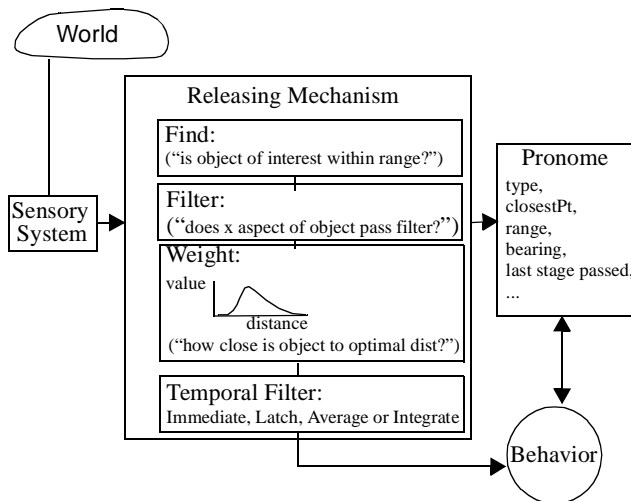 World
Releasing Mechanism
Find:
(“is object of interest within range?”)
Filter:
(“does x aspect of object pass filter?”)
Weight:
value
distance
(“how close is object to optimal dist?”)
Temporal Filter:
Immediate, Latch, Average or Integrate
Sensory
System
Pronome
type,
closestPt,
range,
bearing,
last stage passed,
...
Behavior